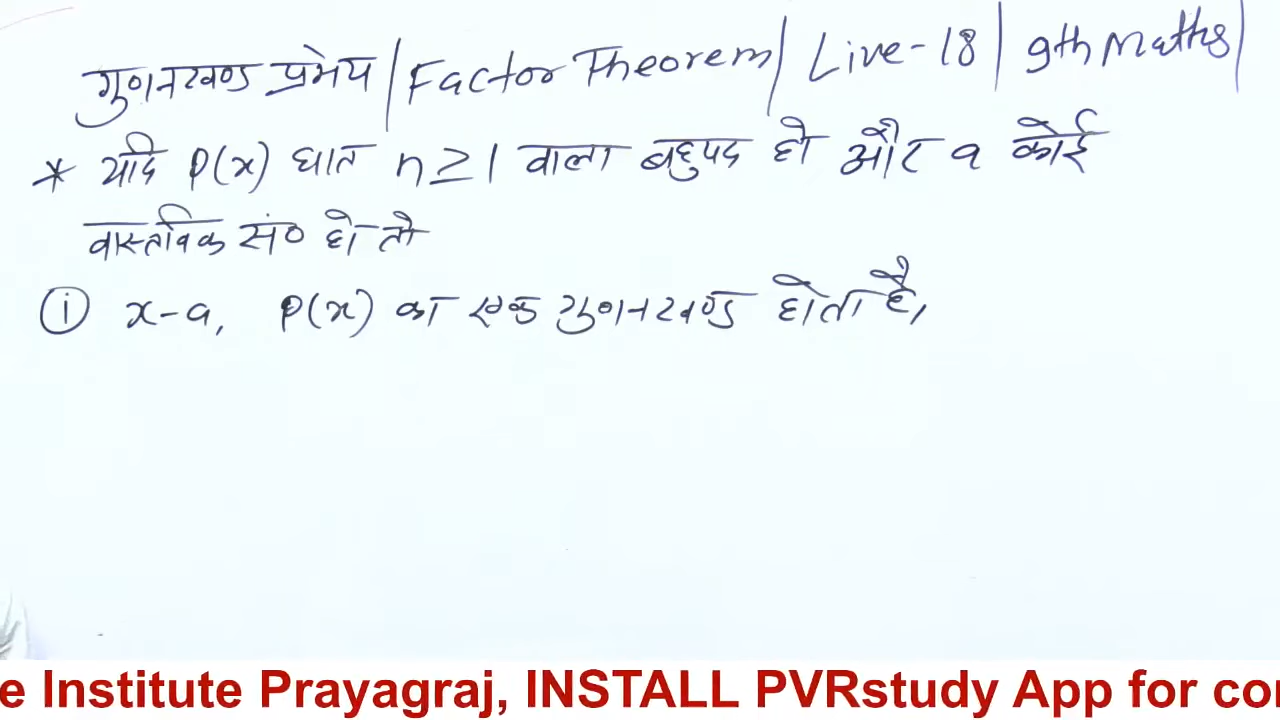 गुणनखण्ड प्रमेय | Factor Theorem | Live-18 | 9th Maths |
* यदि P(x) घात n ≥ 1 वाला बहुपद हो और a कोई
वास्तविक सं० हो तो
(i) x-a, P(x) का एक गुणनखण्ड होता है,
e Institute Prayagraj, INSTALL PVRstudy App for cor